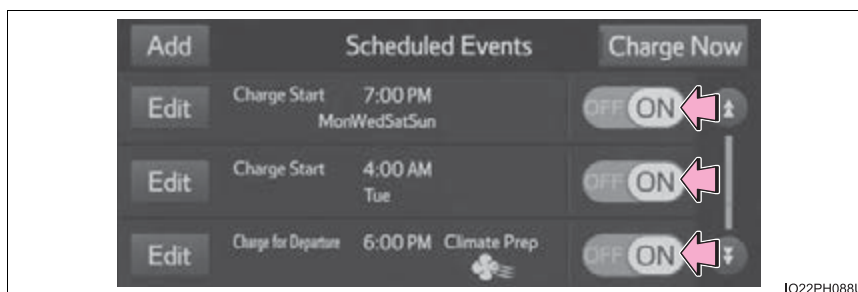 Add Scheduled Events Charge Now
Edit Charge Start 7:00 PM OFF ON
MonWedSatSun
Edit Charge Start 4:00 AM OFF ON
Tue
Edit Charge for Departure 6:00 PM Climate Prep OFF ON
IO22PH088U